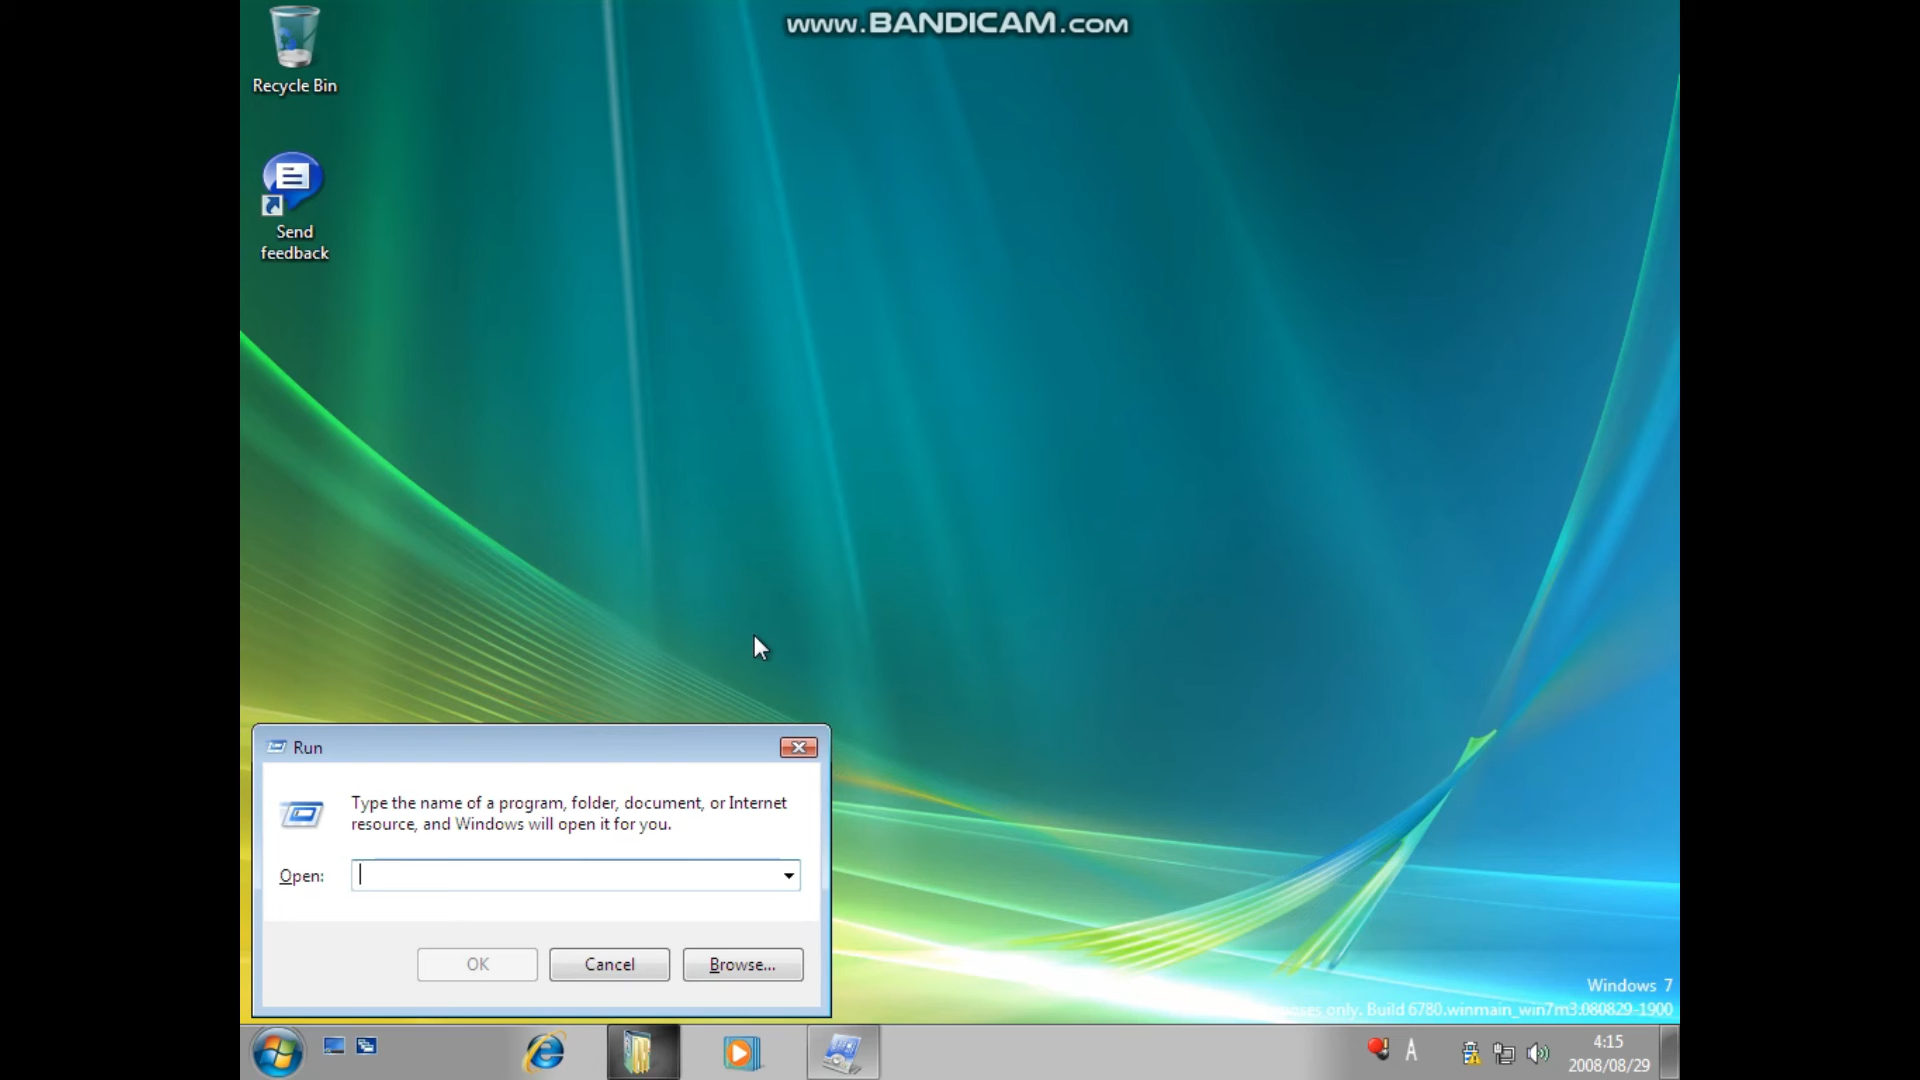 www.BANDICAM.com
Recycle Bin
Send
feedback
Run
Type the name of a program, folder, document, or Internet
resource, and Windows will open it for you.
Open:
OK
Cancel
Browse...
Windows 7
only. Build 6780.winmain_win7m3.080829-1900
A
4:15
2008/08/29